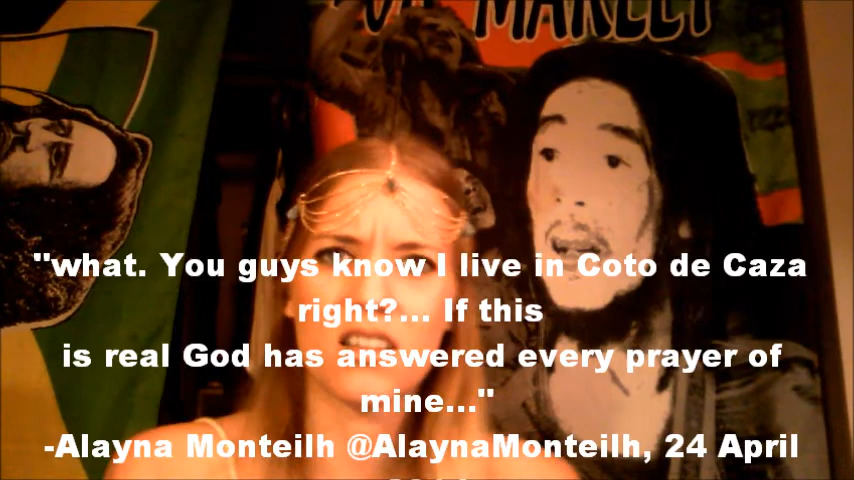 MARLEY
"what. You guys know I live in Coto de Caza
right?... If this
is real God has answered every prayer of
mine..."
-Alayna Monteilh @AlaynaMonteilh, 24 April